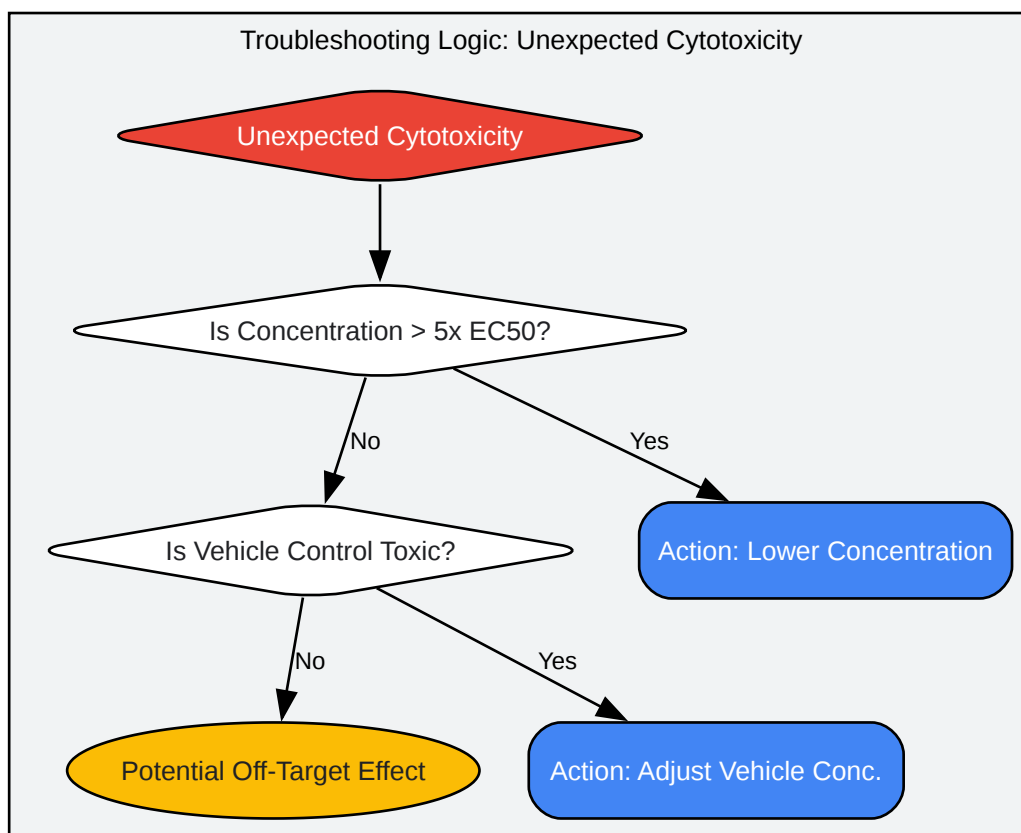 Troubleshooting Logic: Unexpected Cytotoxicity
Unexpected Cytotoxicity
Is Concentration > 5x EC50?
No
Yes
Is Vehicle Control Toxic?
Action: Lower Concentration
No
Yes
Potential Off-Target Effect
Action: Adjust Vehicle Conc.